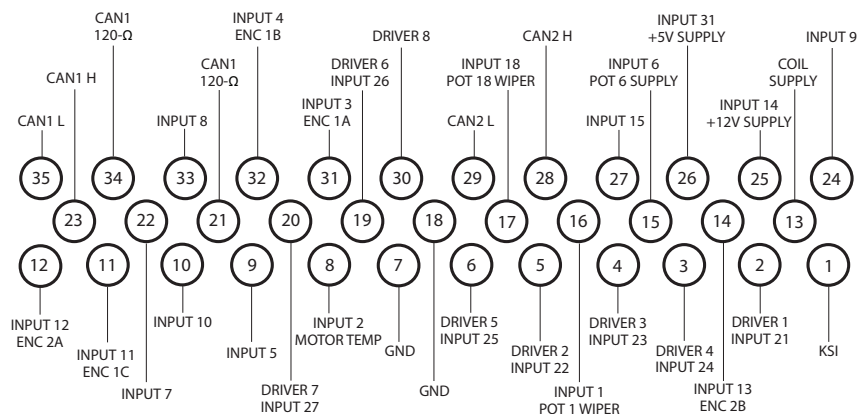 CAN1
120-Ω
INPUT 4
ENC 1B
DRIVER 8
CAN2 H
INPUT 31
+5V SUPPLY
INPUT 9
CAN1 H
CAN1
120-Ω
DRIVER 6
INPUT 26
INPUT 18
POT 18 WIPER
INPUT 6
POT 6 SUPPLY
COIL
SUPPLY
CAN1 L
INPUT 8
INPUT 3
ENC 1A
CAN2 L
INPUT 15
INPUT 14
+12V SUPPLY
35 34 33 32 31 30 29 28 27 26 25 24
23 22 21 20 19 18 17 16 15 14 13
12 11 10 9 8 7 6 5 4 3 2 1
INPUT 12
ENC 2A
INPUT 10
INPUT 2
MOTOR TEMP
DRIVER 5
INPUT 25
DRIVER 3
INPUT 23
DRIVER 1
INPUT 21
INPUT 11
ENC 1C
INPUT 5
GND
DRIVER 2
INPUT 22
DRIVER 4
INPUT 24
KSI
INPUT 7
DRIVER 7
INPUT 27
GND
INPUT 1
POT 1 WIPER
INPUT 13
ENC 2B